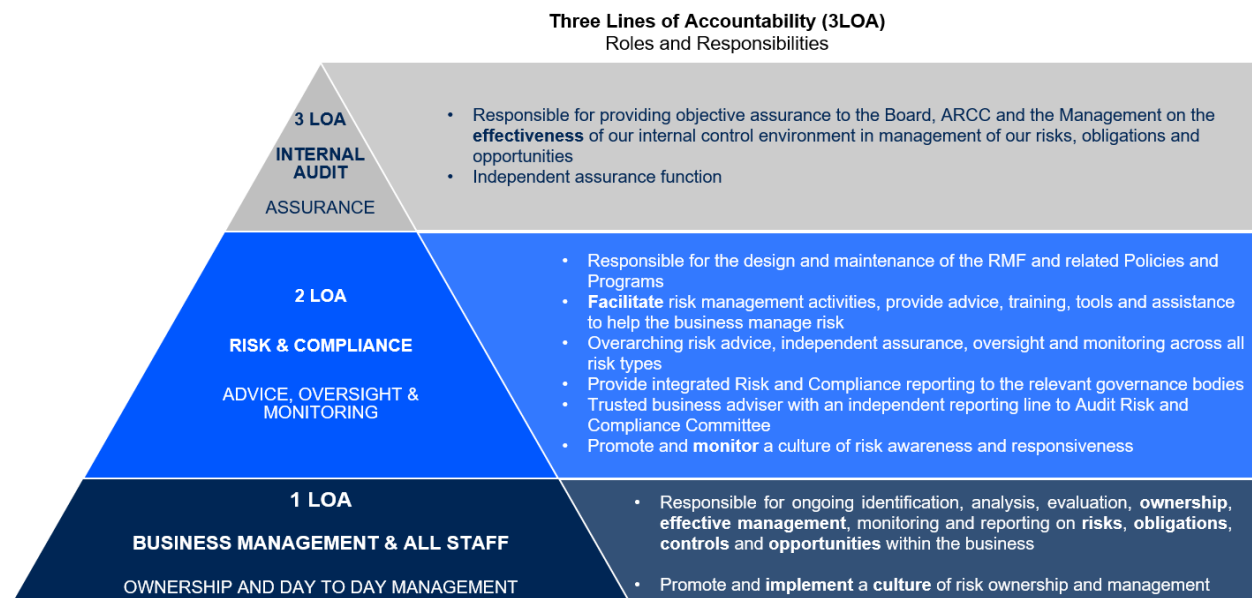 Three Lines of Accountability (3LOA)
Roles and Responsibilities
3 LOA
INTERNAL
AUDIT
ASSURANCE
• Responsible for providing objective assurance to the Board, ARCC and the Management on the
effectiveness of our internal control environment in management of our risks, obligations and
opportunities
• Independent assurance function
2 LOA
RISK & COMPLIANCE
ADVICE, OVERSIGHT &
MONITORING
• Responsible for the design and maintenance of the RMF and related Policies and
Programs
• Facilitate risk management activities, provide advice, training, tools and assistance
to help the business manage risk
• Overarching risk advice, independent assurance, oversight and monitoring across all
risk types
• Provide integrated Risk and Compliance reporting to the relevant governance bodies
• Trusted business adviser with an independent reporting line to Audit Risk and
Compliance Committee
• Promote and monitor a culture of risk awareness and responsiveness
1 LOA
BUSINESS MANAGEMENT & ALL STAFF
OWNERSHIP AND DAY TO DAY MANAGEMENT
• Responsible for ongoing identification, analysis, evaluation, ownership,
effective management, monitoring and reporting on risks, obligations,
controls and opportunities within the business
• Promote and implement a culture of risk ownership and management